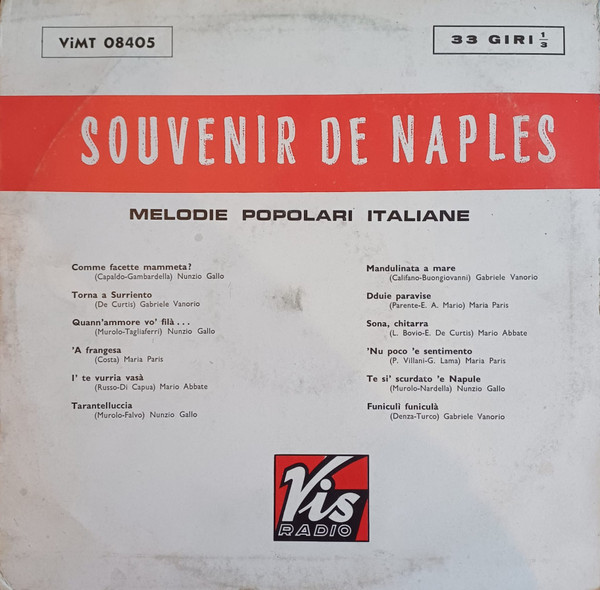 ViMT 08405
33 GIRI 1/3
SOUVENIR DE NAPLES
MELODIE POPOLARI ITALIANE
Comme facette mammeta?
(Capaldo-Gambardella) Nunzio Gallo
Torna a Surriento
(De Curtis) Gabriele Vanorio
Quann'ammore vo' filà . . .
(Murolo-Tagliaferri) Nunzio Gallo
'A frangesa
(Costa) Maria Paris
I' te vurria vasà
(Russo-Di Capua) Mario Abbate
Tarantelluccia
(Murolo-Falvo) Nunzio Gallo
Mandulinata a mare
(Califano-Buongiovanni) Gabriele Vanorio
Dduie paravise
(Parente-E. A. Mario) Maria Paris
Sona, chitarra
(L. Bovio-E. De Curtis) Mario Abbate
'Nu poco 'e sentimento
(P. Villani-G. Lama) Maria Paris
Te si' scurdato 'e Napule
(Murolo-Nardella) Nunzio Gallo
Funiculì funiculà
(Denza-Turco) Gabriele Vanorio
Vis
RADIO